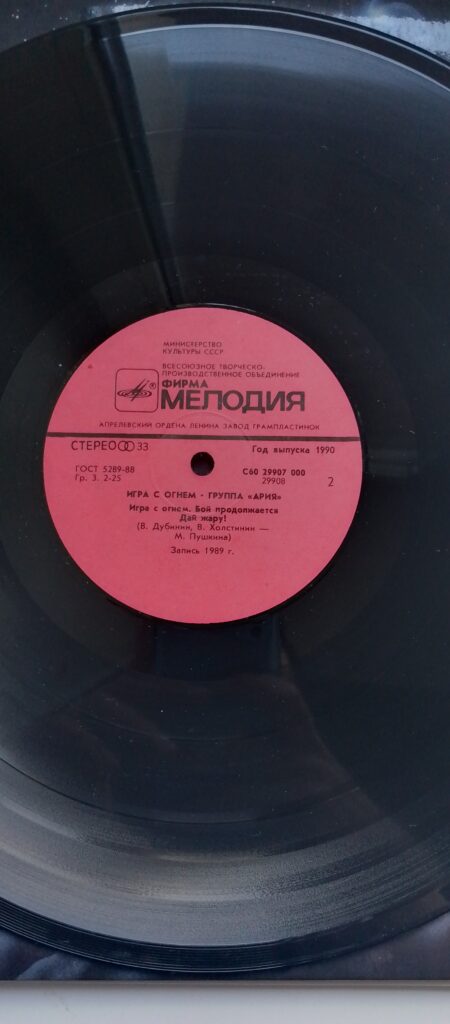 МИНИСТЕРСТВО
КУЛЬТУРЫ СССР
ВСЕСОЮЗНОЕ ТВОРЧЕСКО-
ПРОИЗВОДСТВЕННОЕ ОБЪЕДИНЕНИЕ
ФИРМА
МЕЛОДИЯ
АПРЕЛЕВСКИЙ ОРДЕНА ЛЕНИНА ЗАВОД ГРАМПЛАСТИНОК
СТЕРЕО 33
Год выпуска 1990
ГОСТ 5289-88
Гр. 3. 2-25
С60 29907 000
29908
2
ИГРА С ОГНЕМ - ГРУППА «АРИЯ»
Игра с огнем. Бой продолжается
Дай жару!
(В. Дубинин, В. Холстинин —
М. Пушкина)
Запись 1989 г.